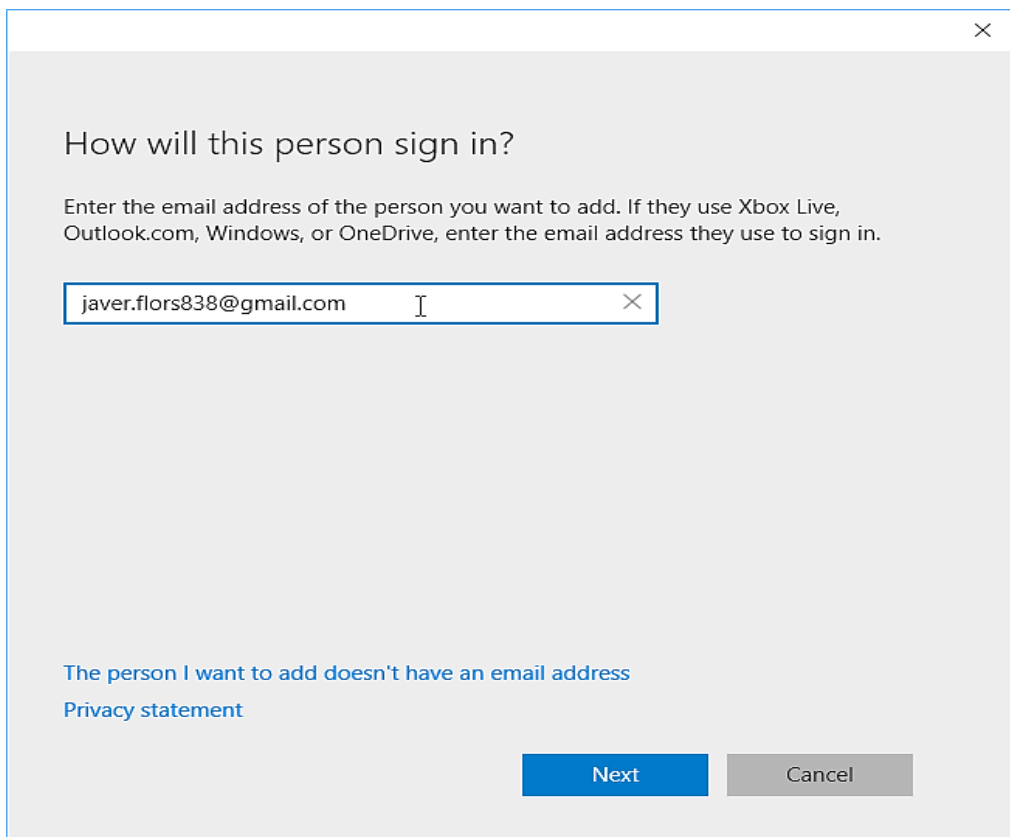 How will this person sign in?
Enter the email address of the person you want to add. If they use Xbox Live,
Outlook.com, Windows, or OneDrive, enter the email address they use to sign in.
javer.flors838@gmail.com
The person I want to add doesn't have an email address
Privacy statement
Next Cancel